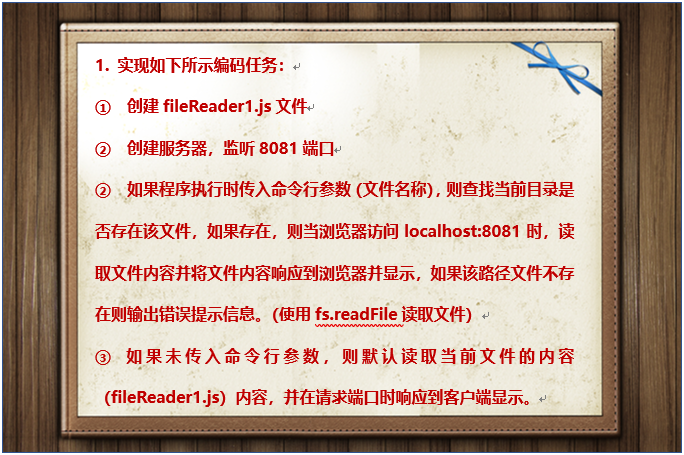 1. 实现如下所示编码任务：
① 创建 fileReader1.js 文件
② 创建服务器，监听 8081 端口
② 如果程序执行时传入命令行参数（文件名称），则查找当前目录是
否存在该文件，如果存在，则当浏览器访问 localhost:8081 时，读
取文件内容并将文件内容响应到浏览器并显示，如果该路径文件不存
在则输出错误提示信息。（使用 fs.readFile 读取文件）
③ 如果未传入命令行参数，则默认读取当前文件的内容
（fileReader1.js）内容，并在请求端口时响应到客户端显示。